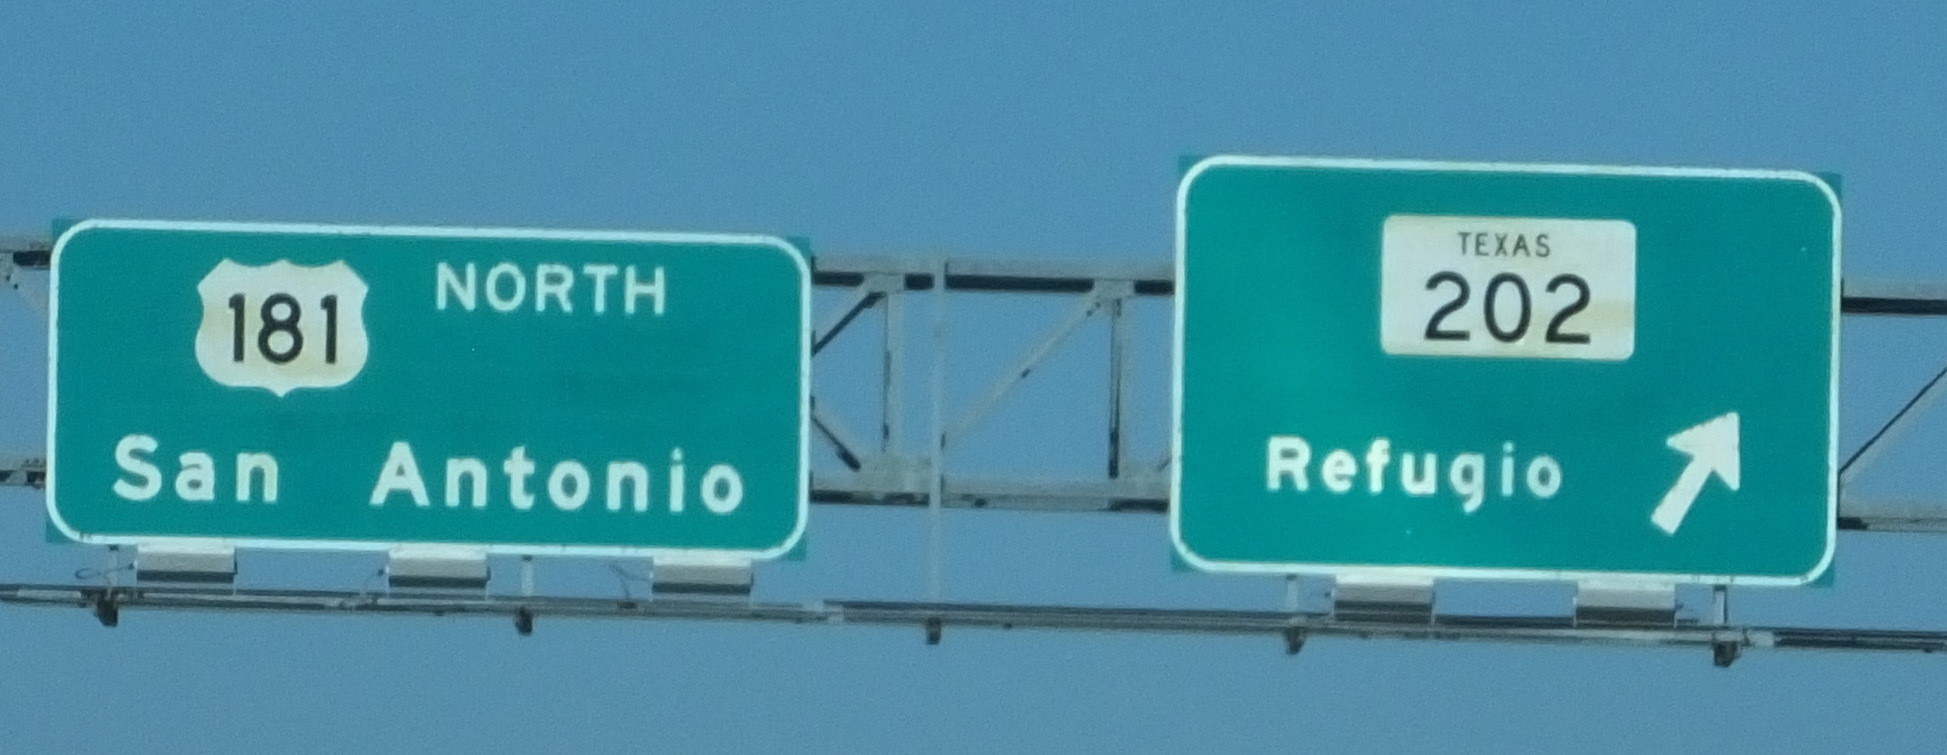 181 NORTH
San Antonio
TEXAS
202
Refugio